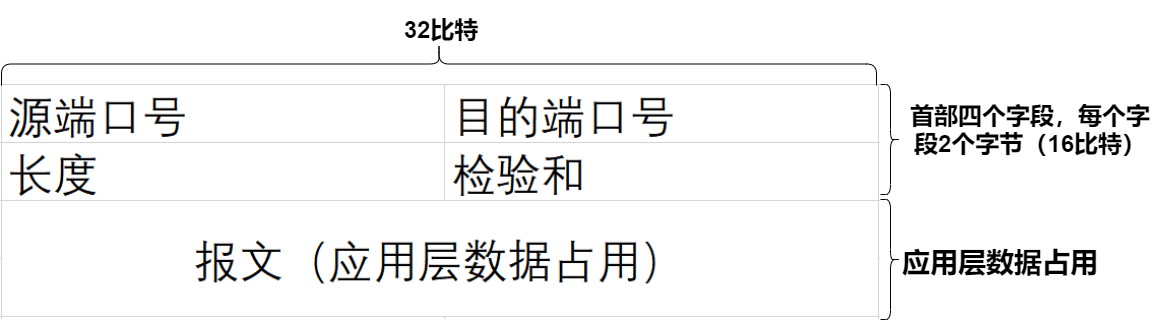 32比特
源端口号 目的端口号
首部四个字段，每个字
段2个字节（16比特）
长度 检验和
报文（应用层数据占用）
应用层数据占用